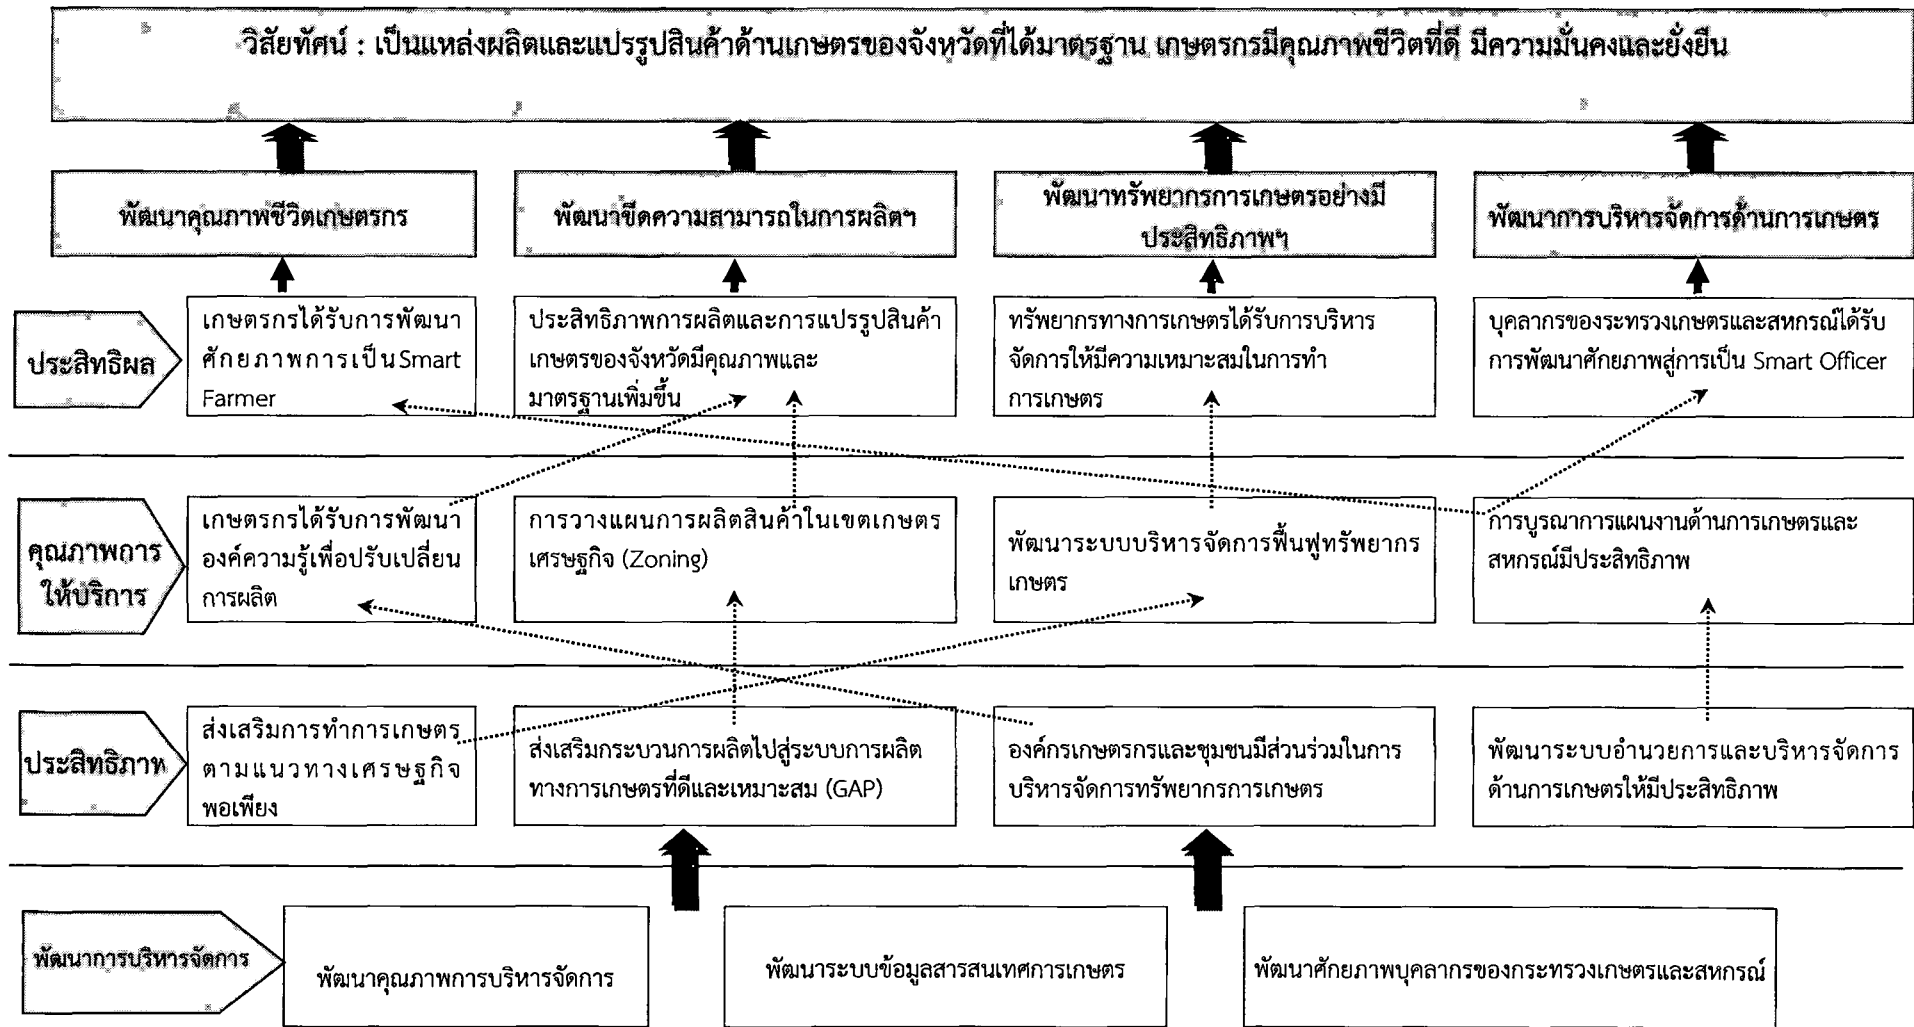 วิสัยทัศน์ : เป็นแหล่งผลิตและแปรรูปสินค้าด้านเกษตรของจังหวัดที่ได้มาตรฐาน เกษตรกรมีคุณภาพชีวิตที่ดี มีความมั่นคงและยั่งยืน
พัฒนาคุณภาพชีวิตเกษตรกร
พัฒนาขีดความสามารถในการผลิตฯ
พัฒนาทรัพยากรการเกษตรอย่างมี
ประสิทธิภาพฯ
พัฒนาการบริหารจัดการด้านการเกษตร
ประสิทธิผล
เกษตรกรได้รับการพัฒนา
ศักยภาพการเป็น Smart
Farmer
ประสิทธิภาพการผลิตและการแปรรูปสินค้า
เกษตรของจังหวัดมีคุณภาพและ
มาตรฐานเพิ่มขึ้น
ทรัพยากรทางการเกษตรได้รับการบริหาร
จัดการให้มีความเหมาะสมในการทำ
การเกษตร
บุคลากรของระทรวงเกษตรและสหกรณ์ได้รับ
การพัฒนาศักยภาพสู่การเป็น Smart Officer
คุณภาพการ
ให้บริการ
เกษตรกรได้รับการพัฒนา
องค์ความรู้เพื่อปรับเปลี่ยน
การผลิต
การวางแผนการผลิตสินค้าในเขตเกษตร
เศรษฐกิจ (Zoning)
พัฒนาระบบบริหารจัดการฟื้นฟูทรัพยากร
เกษตร
การบูรณาการแผนงานด้านการเกษตรและ
สหกรณ์มีประสิทธิภาพ
ประสิทธิภาพ
ส่งเสริมการทำการเกษตร
ตามแนวทางเศรษฐกิจ
พอเพียง
ส่งเสริมกระบวนการผลิตไปสู่ระบบการผลิต
ทางการเกษตรที่ดีและเหมาะสม (GAP)
องค์กรเกษตรกรและชุมชนมีส่วนร่วมในการ
บริหารจัดการทรัพยากรการเกษตร
พัฒนาระบบอำนวยการและบริหารจัดการ
ด้านการเกษตรให้มีประสิทธิภาพ
พัฒนาการบริหารจัดการ
พัฒนาคุณภาพการบริหารจัดการ
พัฒนาระบบข้อมูลสารสนเทศการเกษตร
พัฒนาศักยภาพบุคลากรของกระทรวงเกษตรและสหกรณ์